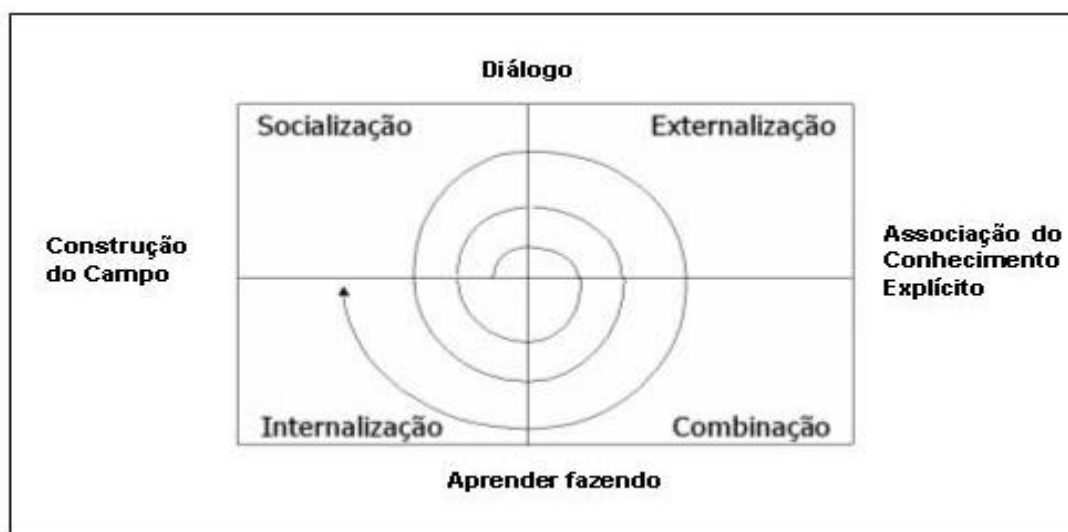 Diálogo
Socialização
Externalização
Construção
do Campo
Associação do
Conhecimento
Explícito
Internalização
Combinação
Aprender fazendo